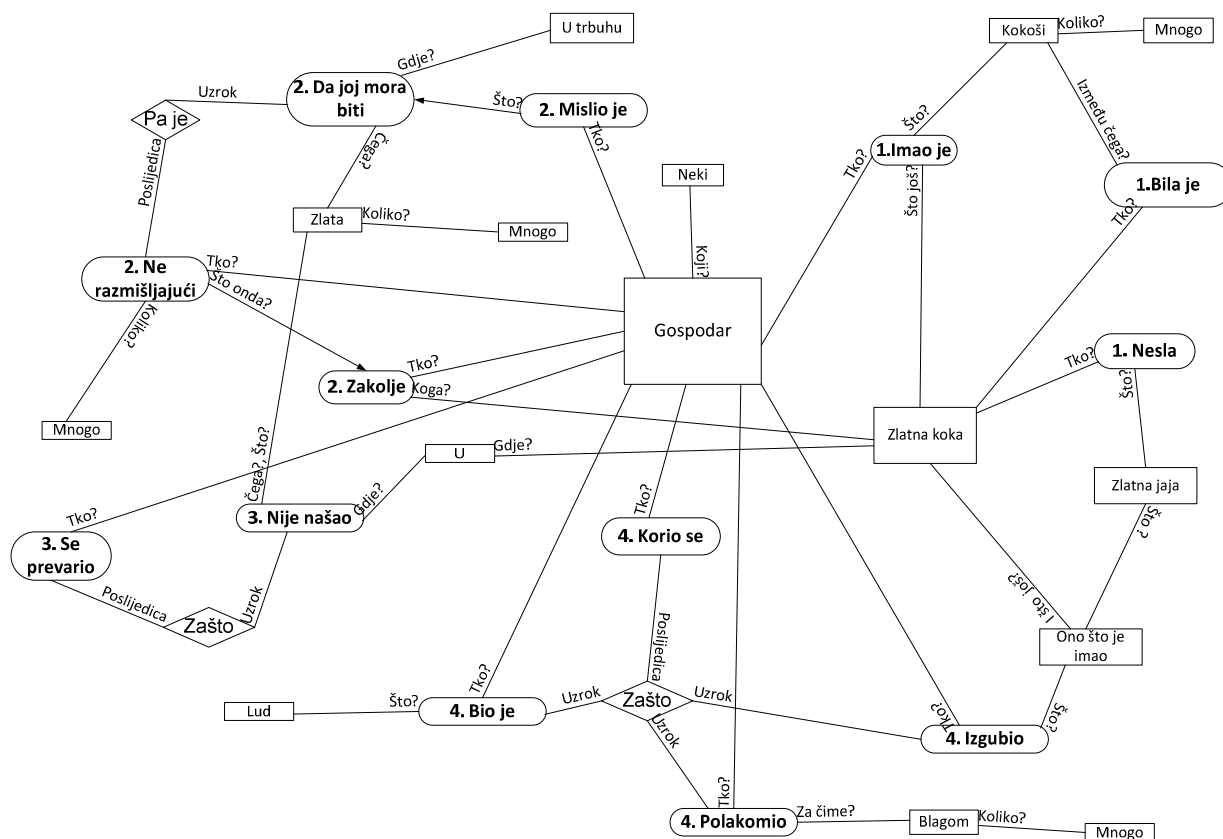 U trbuhu
Kokoši
Koliko?
Mnogo
Gdje?
2. Da joj mora
biti
Uzrok
Pa je
Što?
2. Mislio je
Tko?
Čega?
Poslijedica
Što?
Između čega?
1.Imao je
Tko?
Što još?
1.Bila je
Tko?
Neki
Koji?
Zlata
Koliko?
Mnogo
2. Ne
razmišljajući
Tko?
Što onda?
Koliko?
Gospodar
2. Zakolje
Tko?
Koga?
1. Nesla
Tko?
Što?
Mnogo
Zlatna koka
U
Gdje?
Gdje?
Čega?, Što?
Zlatna jaja
Što ?
3. Nije našao
Tko?
3. Se
prevario
Tko?
4. Korio se
Poslijedica
Zašto
Uzrok
I što još?
Ono što je
imao
Poslijedica
Tko?
Lud
Što?
4. Bio je
Uzrok
Zašto
Uzrok
Uzrok
Tko?
Što?
4. Izgubio
Tko?
4. Polakomio
Za čime?
Blagom
Koliko?
Mnogo